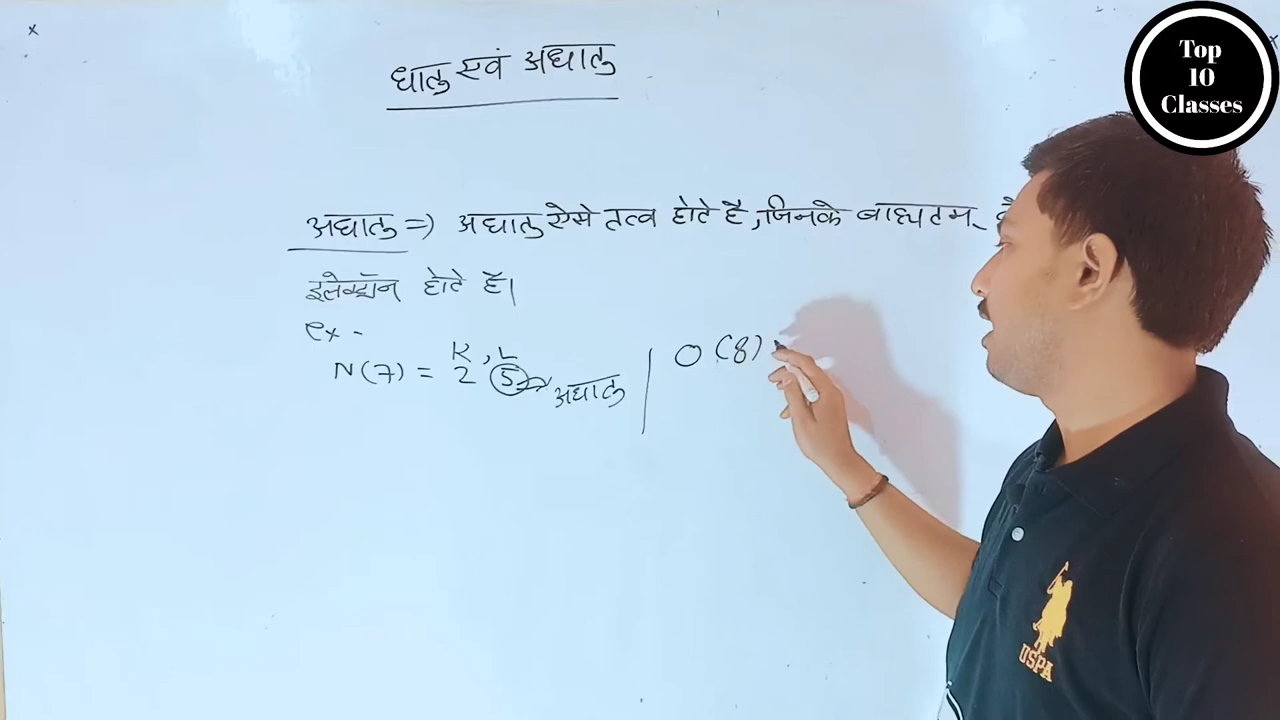 Top
10
Classes
धातु एवं अधातु
अधातु => अधातु ऐसे तत्व होते है, जिनके बाह्यतम
इलेक्ट्रॉन होते हैं।
ex -
K, L
N(7) = 2 5 अधातु | O (8)